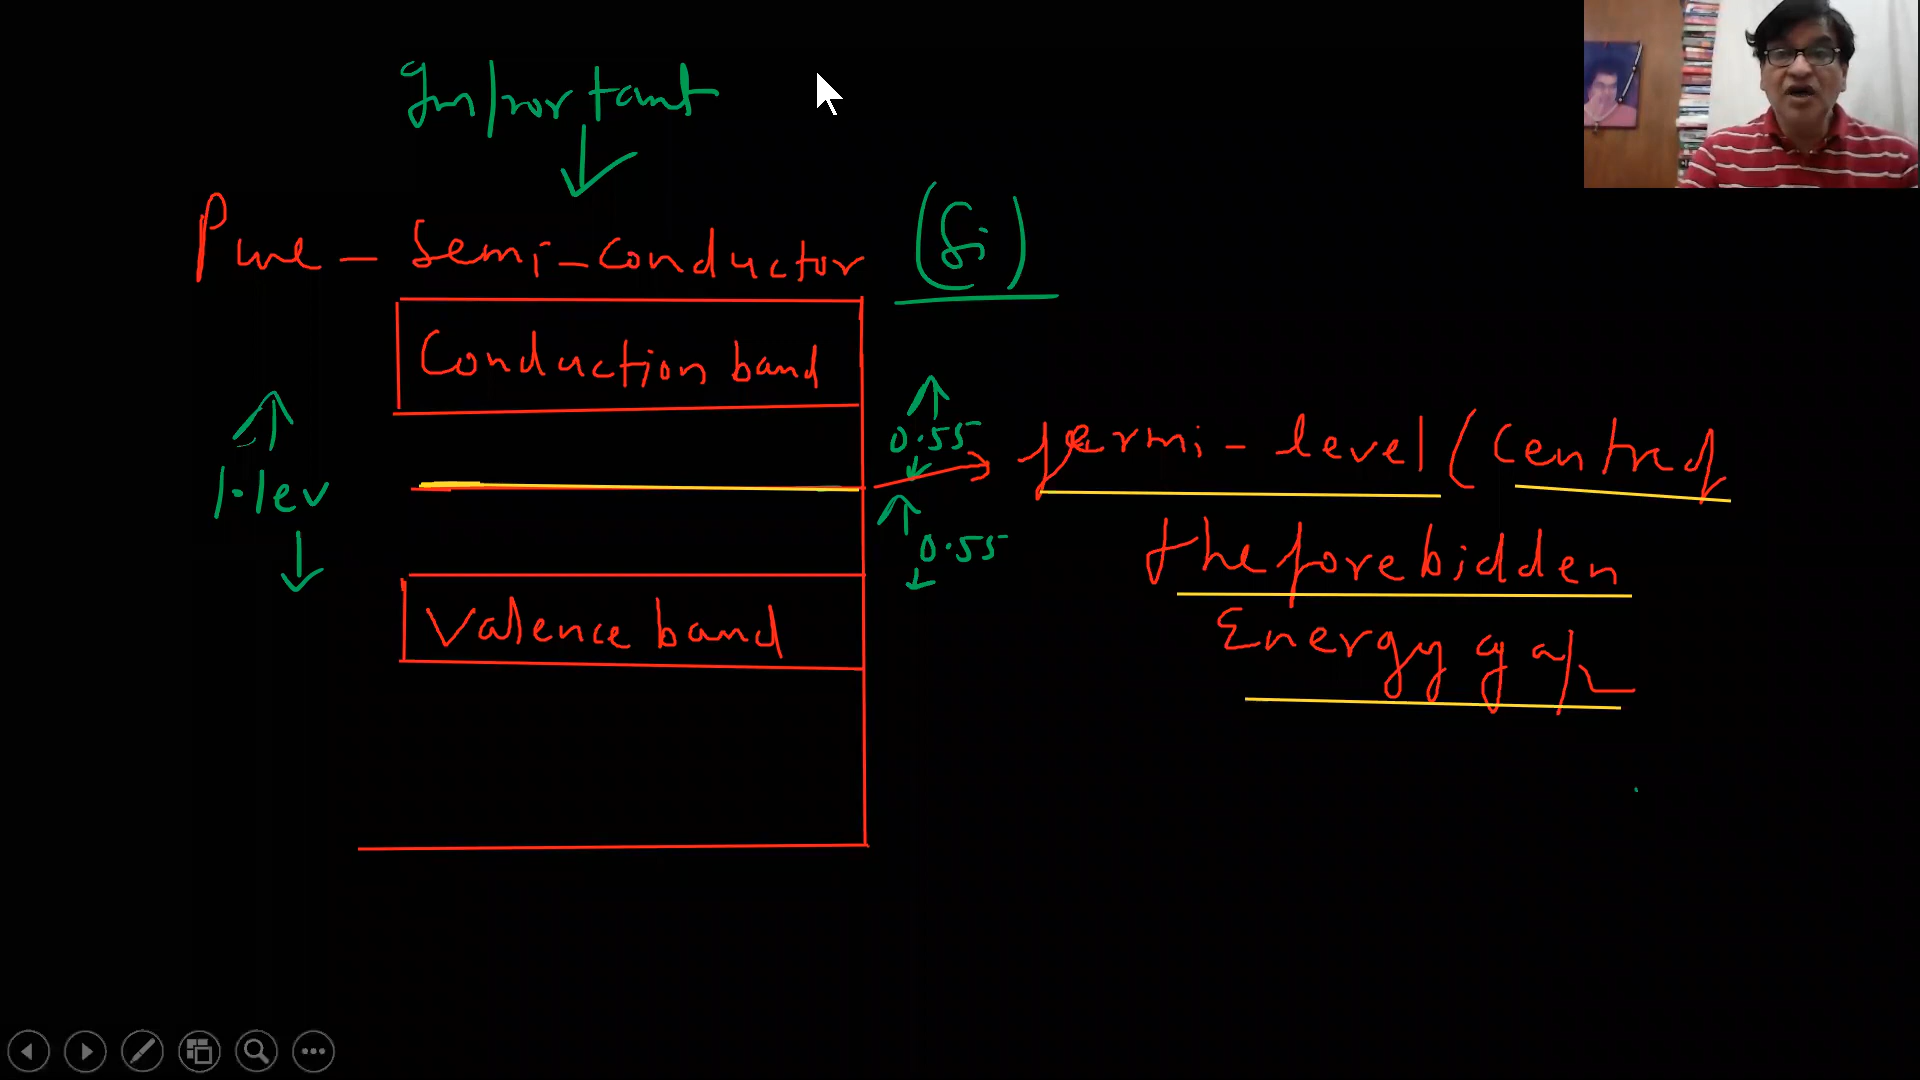 Important
Pure - Semi-conductor (Si)
Conduction band
0.55
1.1ev
fermi-level (Centre of
the forebidden
Energy gap
0.55
Valence band